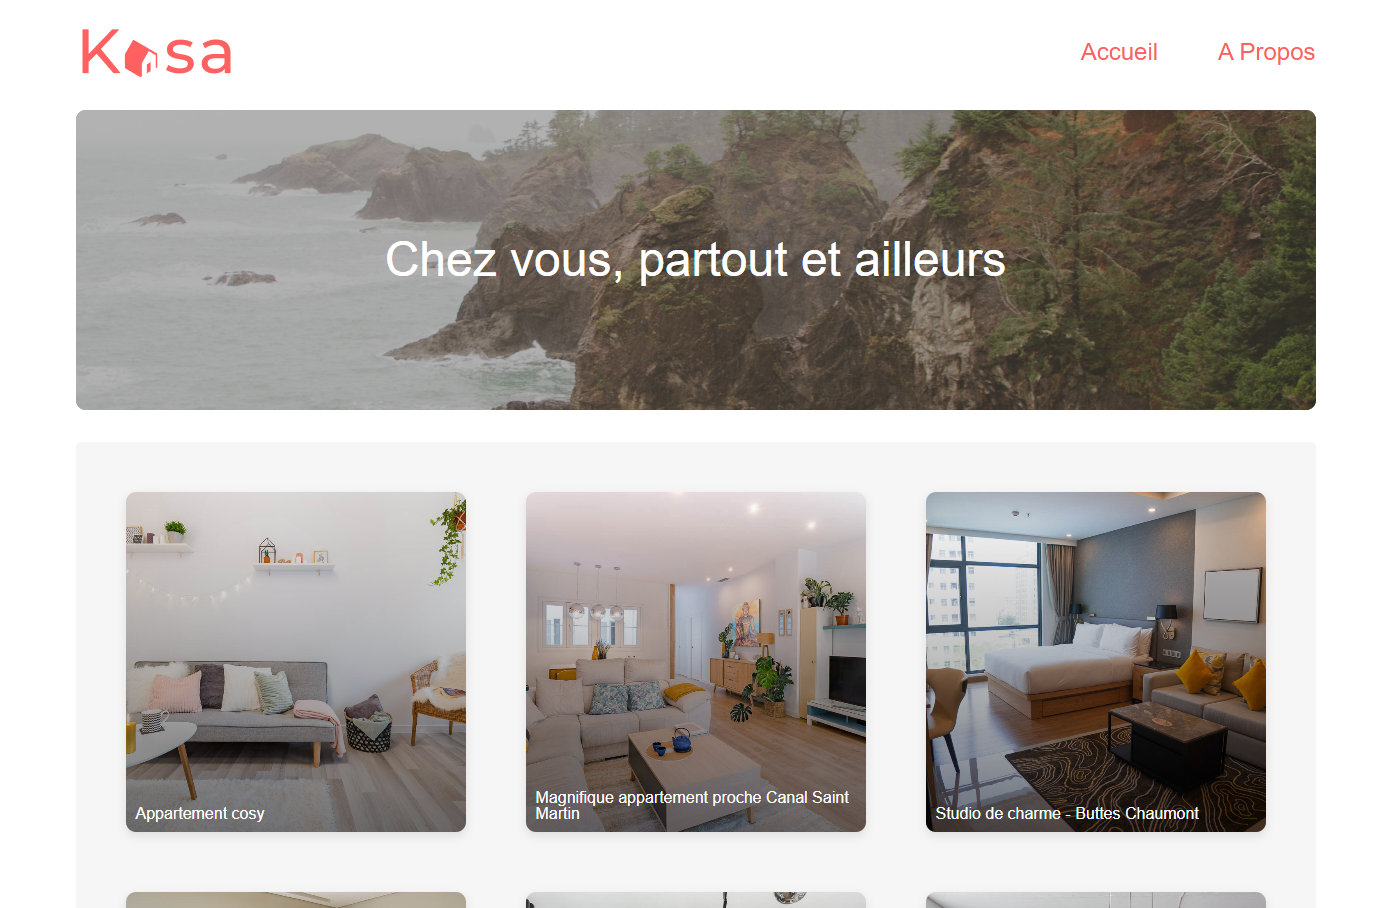 Kasa
Accueil
A Propos
Chez vous, partout et ailleurs
Appartement cosy
Magnifique appartement proche Canal Saint
Martin
Studio de charme - Buttes Chaumont